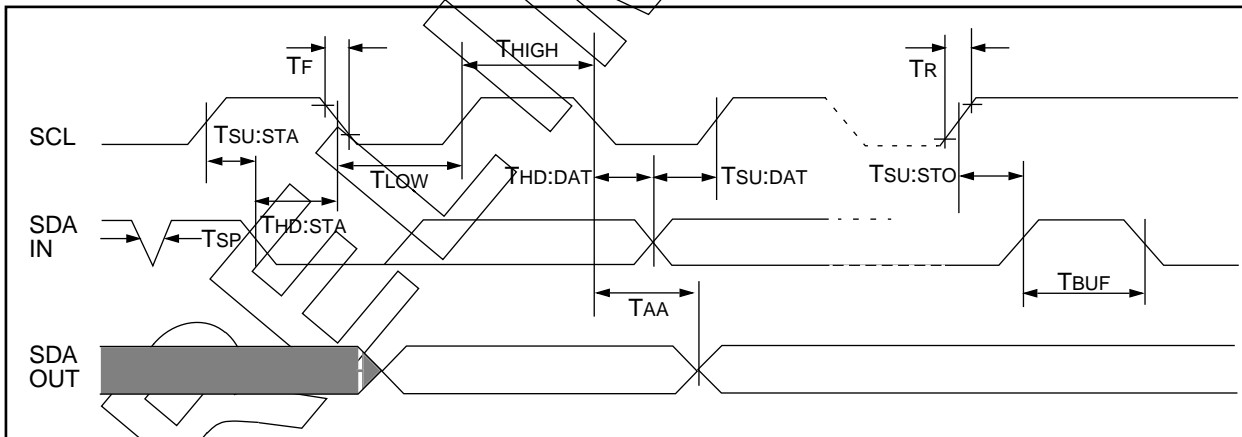 TF
THIGH
TR
SCL
TSU:STA
TLOW
THD:DAT
TSU:DAT
TSU:STO
SDA
IN
TSP
THD:STA
TAA
TBUF
SDA
OUT